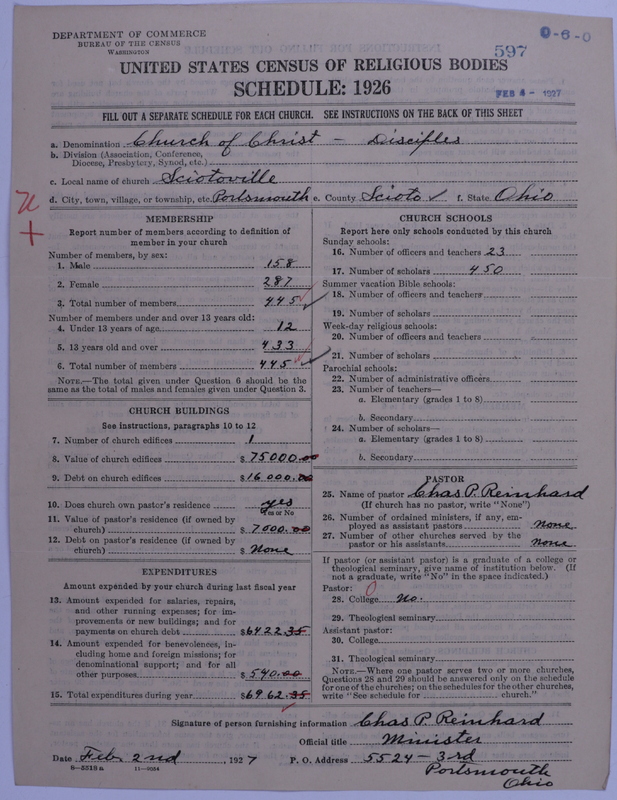 DEPARTMENT OF COMMERCE
BUREAU OF THE CENSUS
WASHINGTON
0-6-0
597
UNITED STATES CENSUS OF RELIGIOUS BODIES
SCHEDULE: 1926
FEB 4 - 1927
FILL OUT A SEPARATE SCHEDULE FOR EACH CHURCH. SEE INSTRUCTIONS ON THE BACK OF THIS SHEET
a. Denomination Church of Christ — Disciples
b. Division (Association, Conference, Diocese, Presbytery, Synod, etc.)
c. Local name of church Sciotoville
d. City, town, village, or township, etc. Portsmouth e. County Scioto ✓ f. State Ohio
MEMBERSHIP
Report number of members according to definition of
member in your church
Number of members, by sex:
1. Male 158
2. Female 287
3. Total number of members 445
Number of members under and over 13 years old:
4. Under 13 years of age 12
5. 13 years old and over 433
6. Total number of members 445
NOTE.—The total given under Question 6 should be the
same as the total of males and females given under Question 3.
CHURCH BUILDINGS
See instructions, paragraphs 10 to 12
7. Number of church edifices 1
8. Value of church edifices $ 75000.00
9. Debt on church edifices $ 16000.00
10. Does church own pastor's residence yes
Yes or No
11. Value of pastor's residence (if owned by
church) $ 7000.00
12. Debt on pastor's residence (if owned by
church) $ None
EXPENDITURES
Amount expended by your church during last fiscal year
13. Amount expended for salaries, repairs,
and other running expenses; for im-
provements or new buildings; and for
payments on church debt $6422.35
14. Amount expended for benevolences, in-
cluding home and foreign missions; for
denominational support; and for all
other purposes $ 540.00
15. Total expenditures during year $6962.35
CHURCH SCHOOLS
Report here only schools conducted by this church
Sunday schools:
16. Number of officers and teachers 23
17. Number of scholars 450
Summer vacation Bible schools:
18. Number of officers and teachers
19. Number of scholars
Week-day religious schools:
20. Number of officers and teachers
21. Number of scholars
Parochial schools:
22. Number of administrative officers
23. Number of teachers—
a. Elementary (grades 1 to 8)
b. Secondary
24. Number of scholars—
a. Elementary (grades 1 to 8)
b. Secondary
PASTOR
25. Name of pastor Chas P. Reinhard
(If church has no pastor, write "None")
26. Number of ordained ministers, if any, em-
ployed as assistant pastors none
27. Number of other churches served by the
pastor or his assistants none
If pastor (or assistant pastor) is a graduate of a college or
theological seminary, give name of institution below. (If
not a graduate, write "No" in the space indicated.)
Pastor: 0
28. College No.
29. Theological seminary
Assistant pastor:
30. College
31. Theological seminary
NOTE.—Where one pastor serves two or more churches,
Questions 28 and 29 should be answered only on the schedule
for one of the churches; on the schedules for the other churches,
write "See schedule for church."
Signature of person furnishing information Chas P. Reinhard
Official title Minister
Date Feb. 2nd, 1927 P. O. Address 5524 - 3rd
8—5518a 11—9034
Portsmouth
Ohio